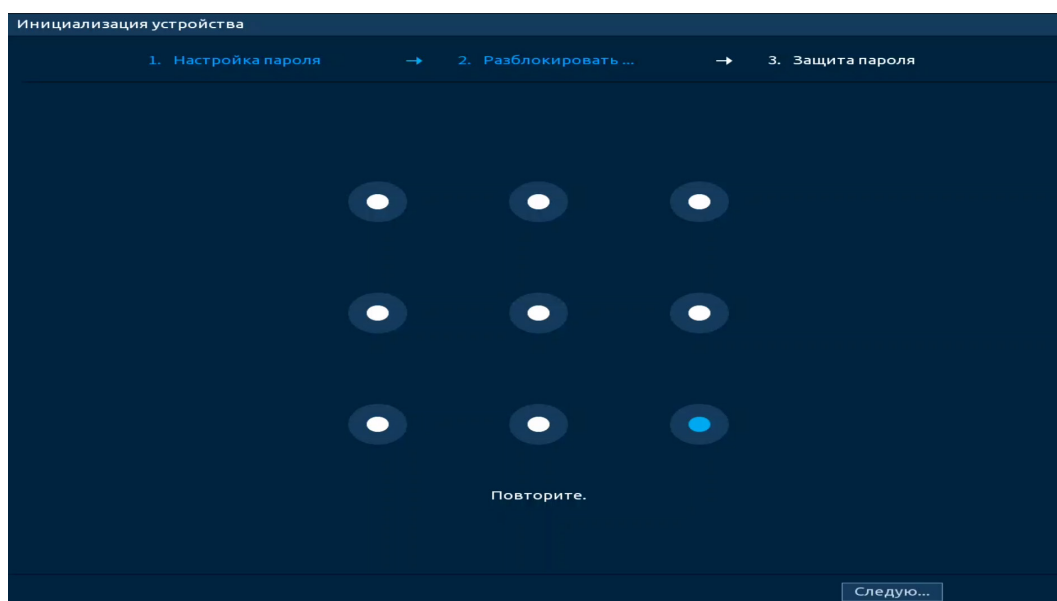 Инициализация устройства
1. Настройка пароля → 2. Разблокировать ... → 3. Защита пароля
Повторите.
Следую...